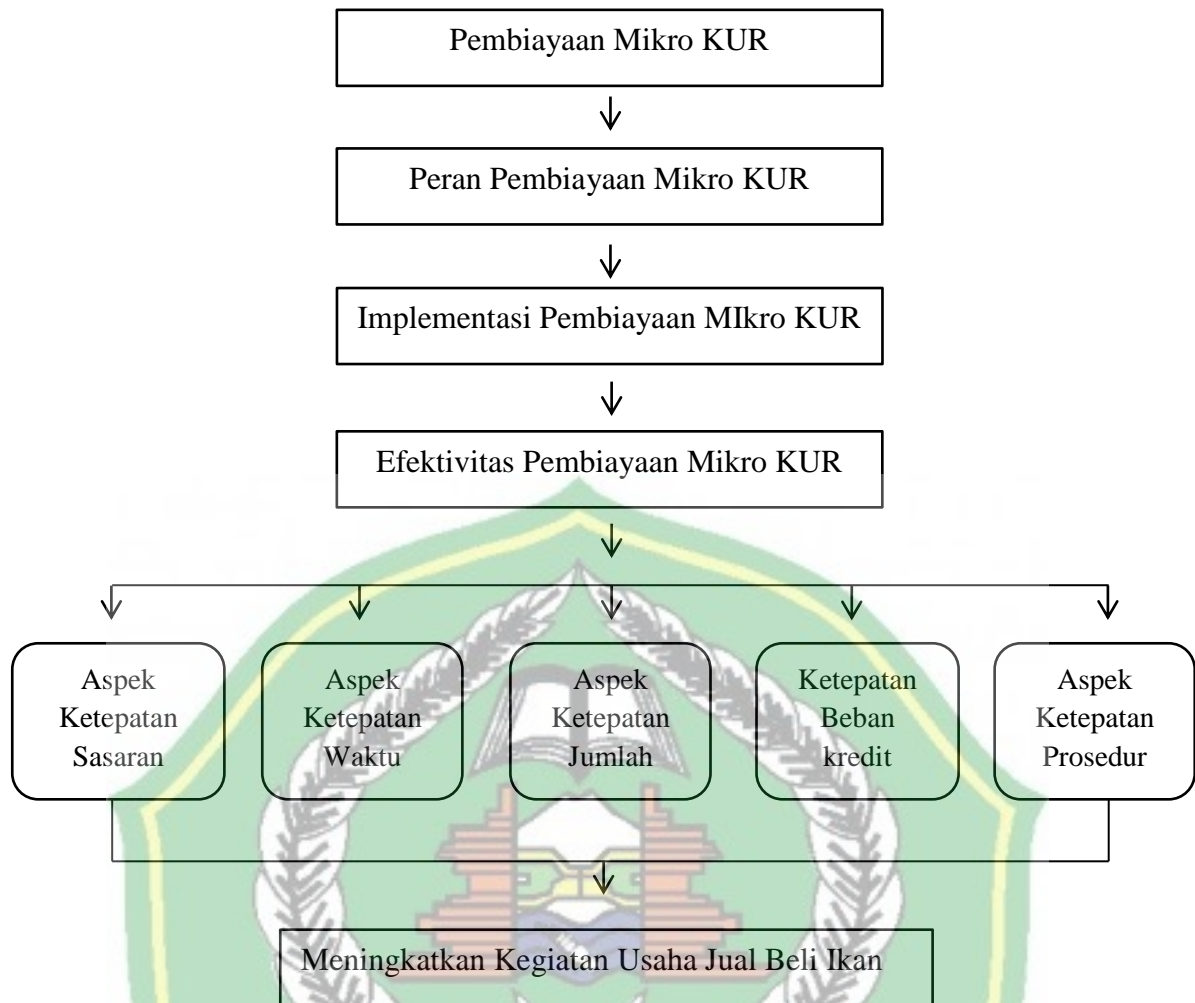 Pembiayaan Mikro KUR
Peran Pembiayaan Mikro KUR
Implementasi Pembiayaan MIkro KUR
Efektivitas Pembiayaan Mikro KUR
Aspek
Ketepatan
Sasaran
Aspek
Ketepatan
Waktu
Aspek
Ketepatan
Jumlah
Ketepatan
Beban
kredit
Aspek
Ketepatan
Prosedur
Meningkatkan Kegiatan Usaha Jual Beli Ikan